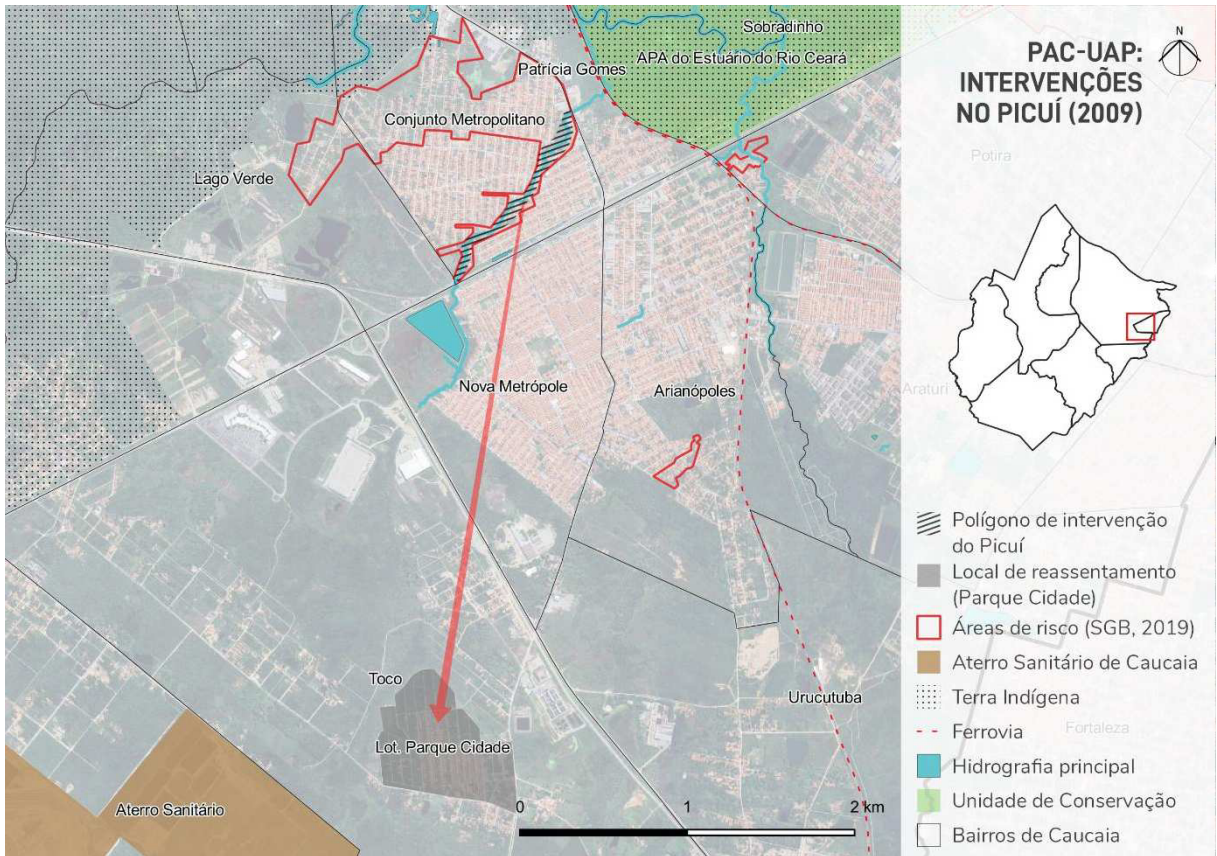 Sobradinho
APA do Estuário do Rio Ceará
Patrícia Gomes
Conjunto Metropolitano
Lago Verde
Nova Metrópole
Arianópoles
Toco
Lot. Parque Cidade
Urucutuba
Aterro Sanitário
0 1 2 km
PAC-UAP:
INTERVENÇÕES
NO PICUÍ (2009)
N
Potira
Araturi
Fortaleza
Polígono de intervenção
do Picuí
Local de reassentamento
(Parque Cidade)
Áreas de risco (SGB, 2019)
Aterro Sanitário de Caucaia
Terra Indígena
Ferrovia
Hidrografia principal
Unidade de Conservação
Bairros de Caucaia